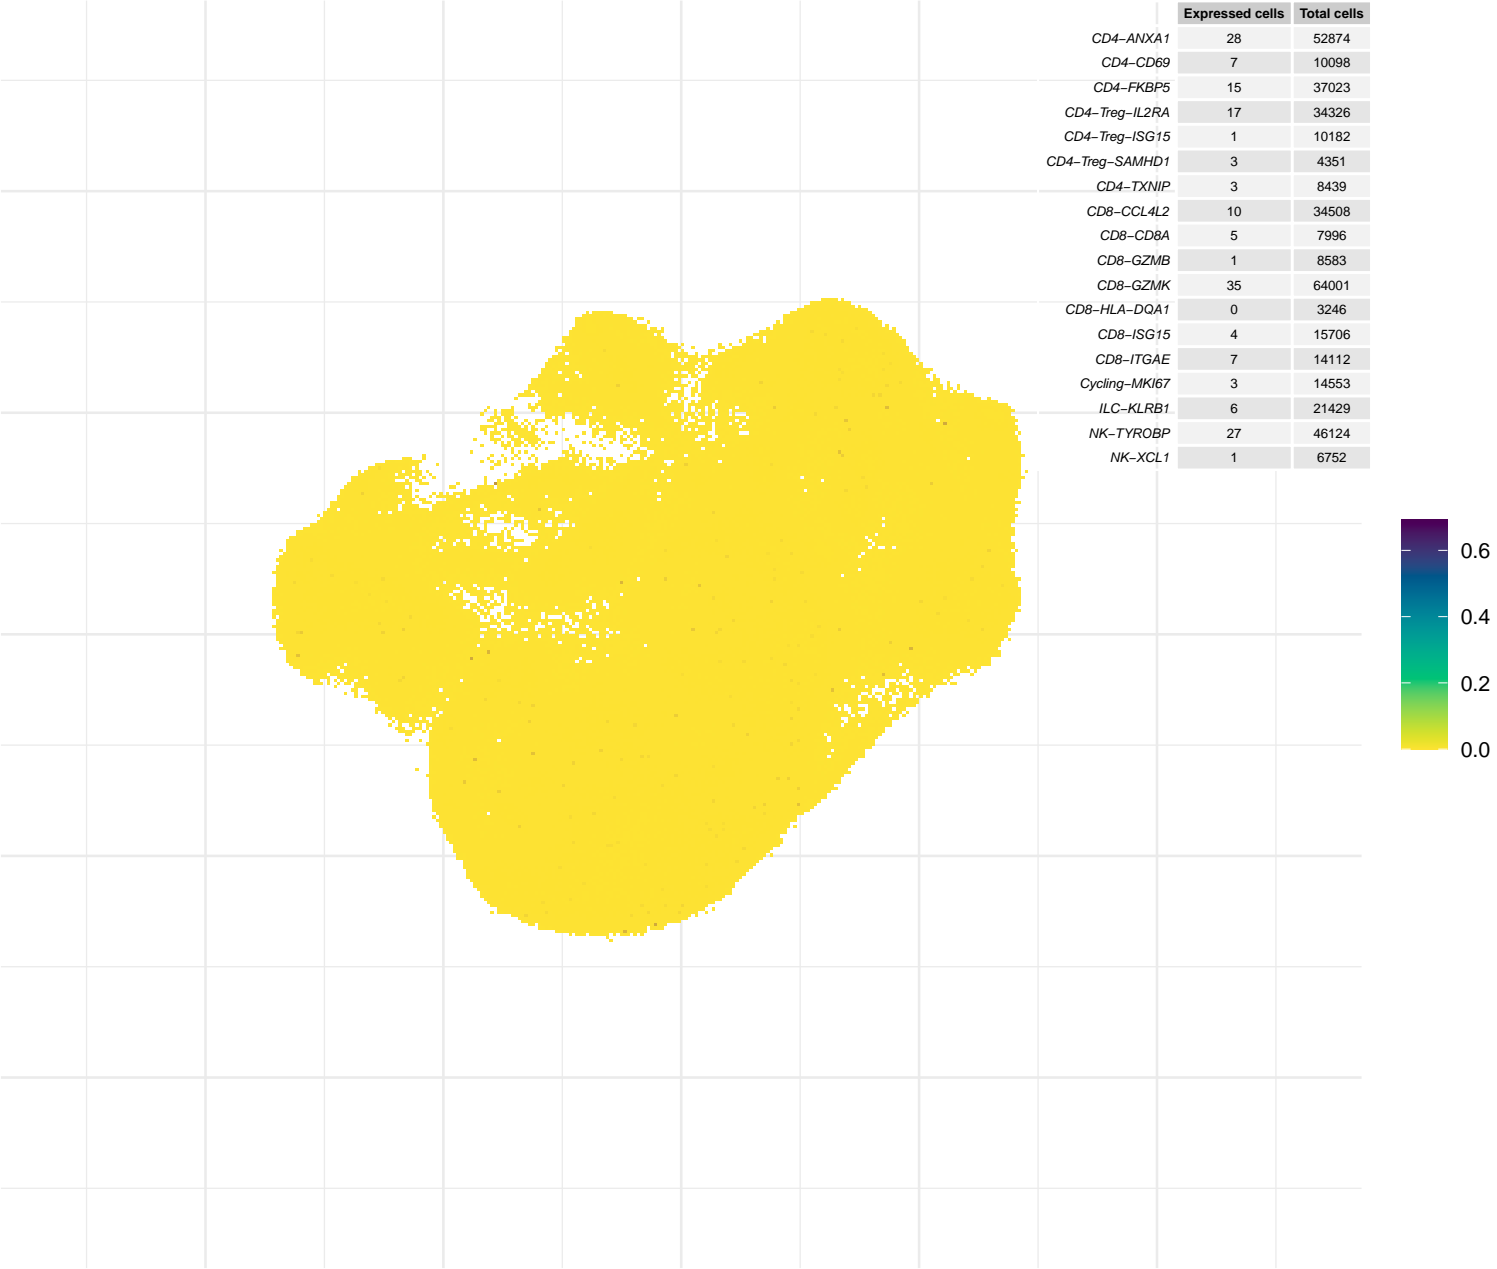 Expressed cells Total cells
CD4−ANXA1 28 52874
CD4−CD69 7 10098
CD4−FKBP5 15 37023
CD4−Treg−IL2RA 17 34326
CD4−Treg−ISG15 1 10182
CD4−Treg−SAMHD1 3 4351
CD4−TXNIP 3 8439
CD8−CCL4L2 10 34508
CD8−CD8A 5 7996
CD8−GZMB 1 8583
CD8−GZMK 35 64001
CD8−HLA−DQA1 0 3246
CD8−ISG15 4 15706
CD8−ITGAE 7 14112
Cycling−MKI67 3 14553
ILC−KLRB1 6 21429
NK−TYROBP 27 46124
NK−XCL1 1 6752
0.6
0.4
0.2
0.0